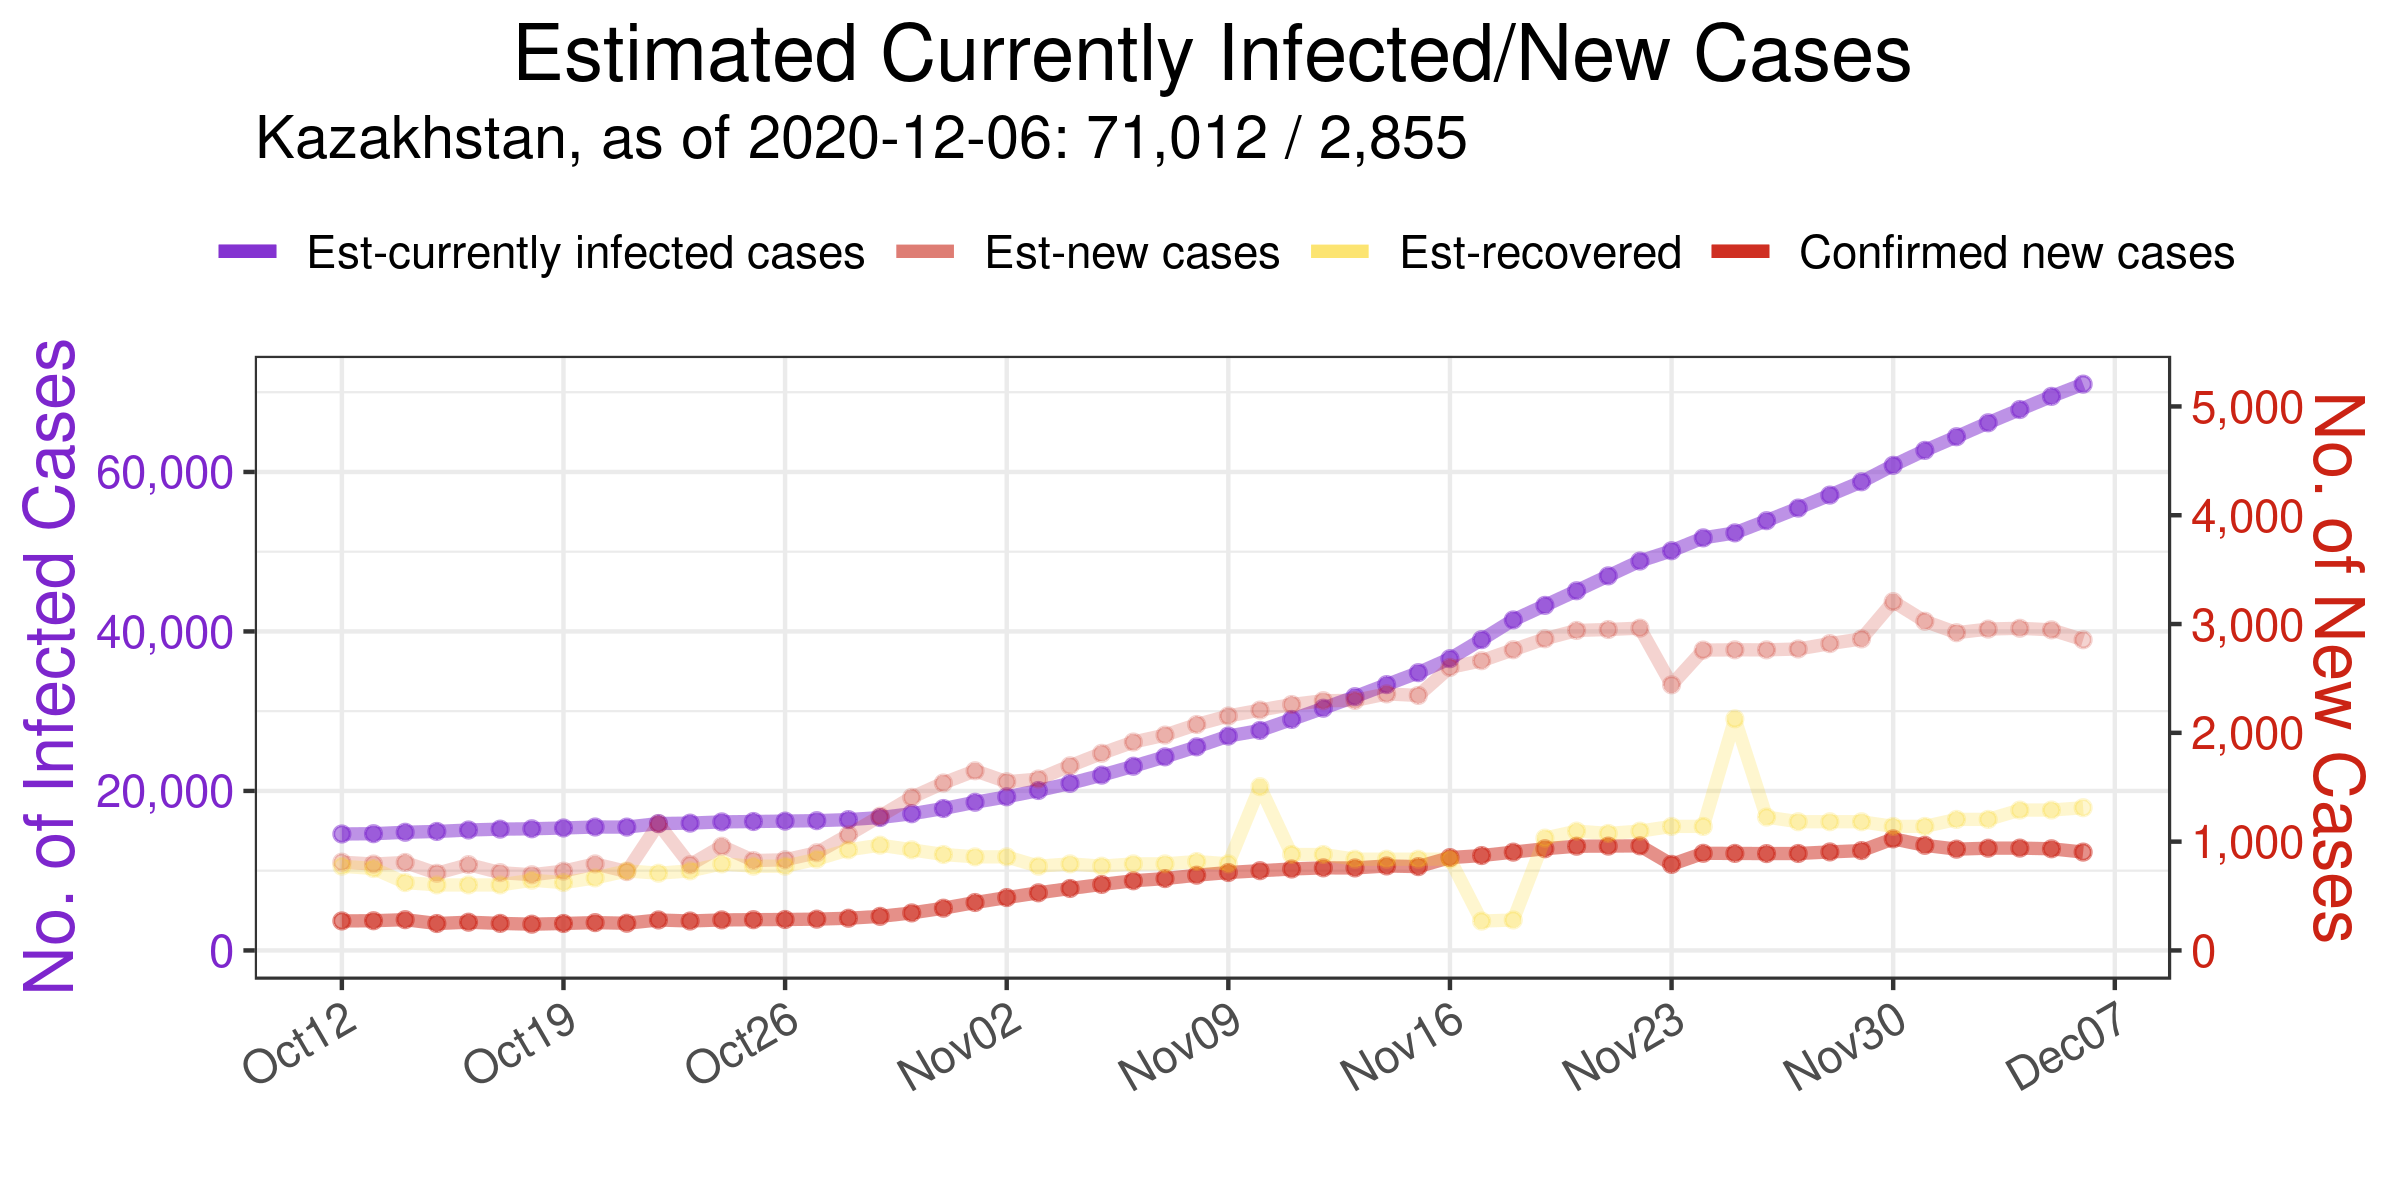 Estimated Currently Infected/New Cases
Kazakhstan, as of 2020-12-06: 71,012 / 2,855
Est-currently infected cases Est-new cases Est-recovered Confirmed new cases
No. of Infected Cases
60,000
40,000
20,000
0
5,000
4,000
3,000
2,000
1,000
0
No. of New Cases
Oct12 Oct19 Oct26 Nov02 Nov09 Nov16 Nov23 Nov30 Dec07